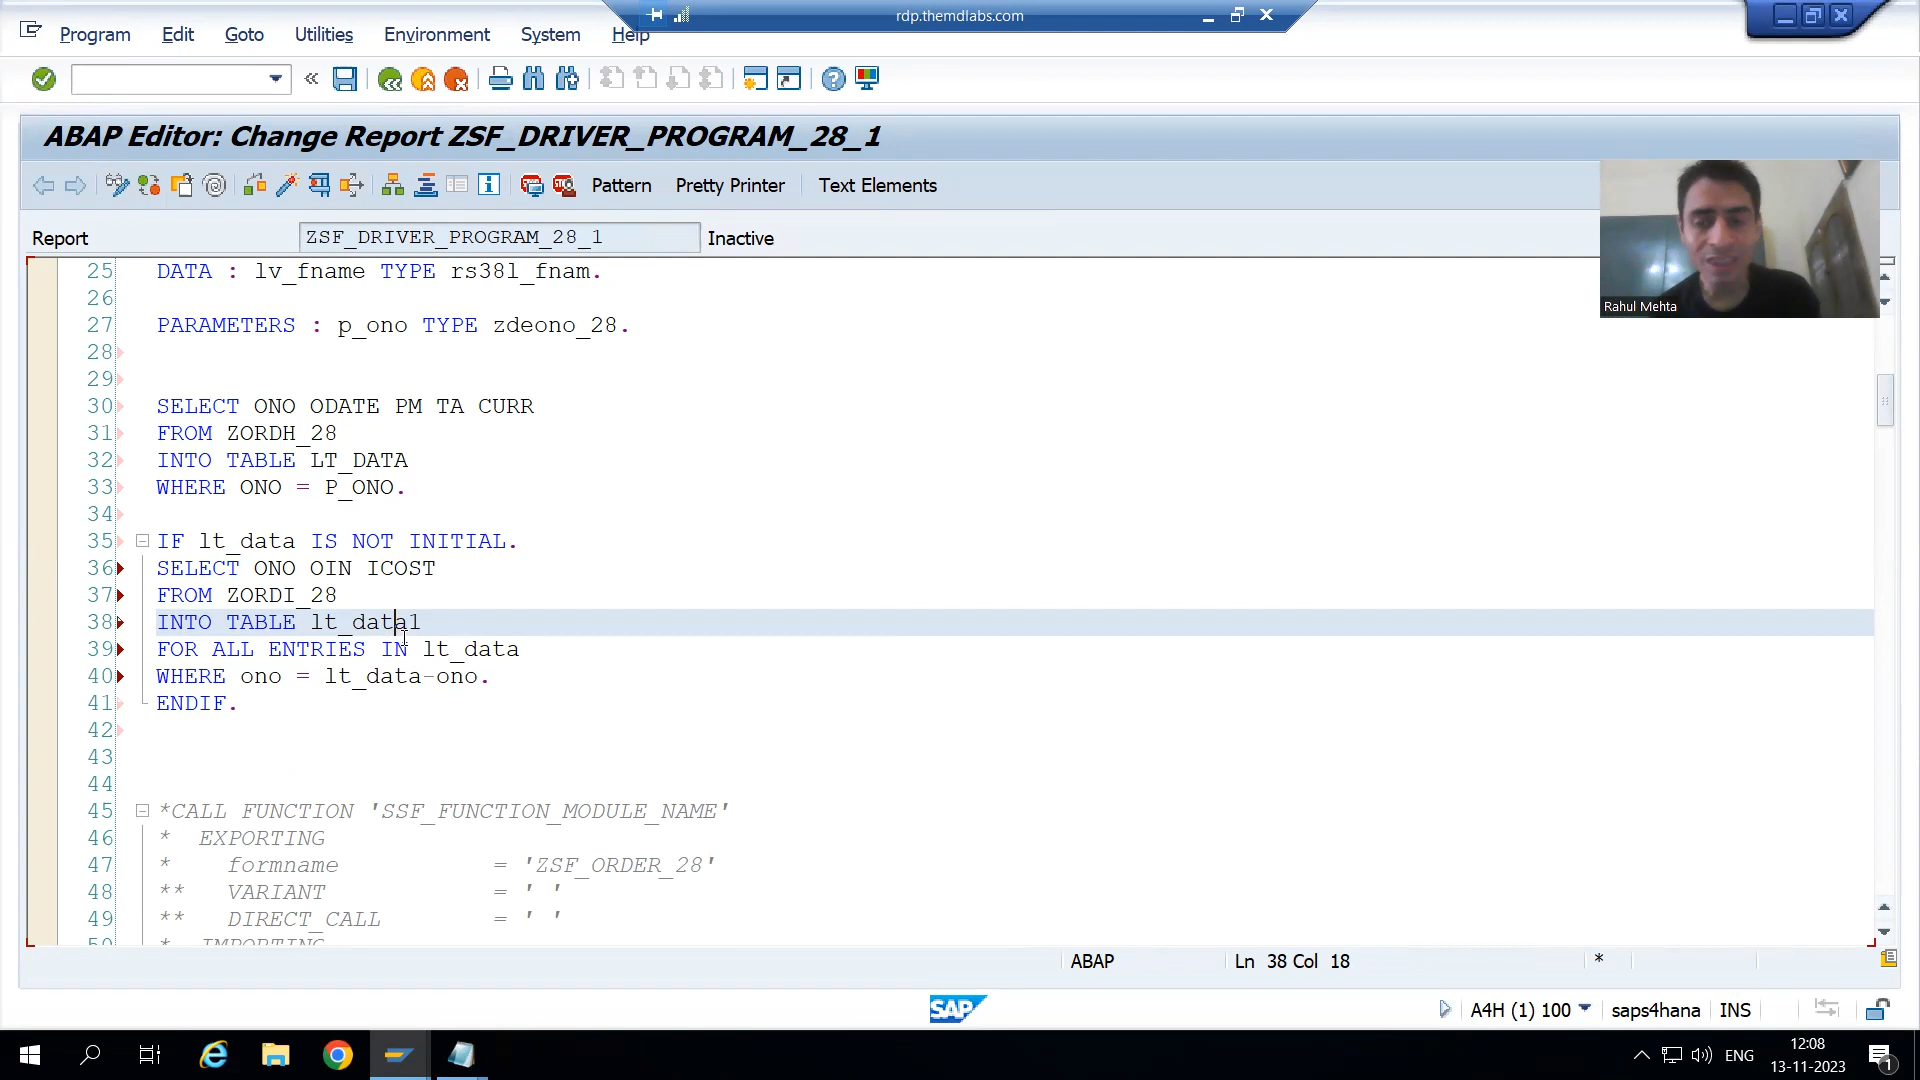 rdp.themdlabs.com
Program Edit Goto Utilities Environment System Help
ABAP Editor: Change Report ZSF_DRIVER_PROGRAM_28_1
Pattern Pretty Printer Text Elements
Report ZSF_DRIVER_PROGRAM_28_1 Inactive
Rahul Mehta
25 DATA : lv_fname TYPE rs38l_fnam.
26
27 PARAMETERS : p_ono TYPE zdeono_28.
28
29
30 SELECT ONO ODATE PM TA CURR
31 FROM ZORDH_28
32 INTO TABLE LT_DATA
33 WHERE ONO = P_ONO.
34
35 IF lt_data IS NOT INITIAL.
36 SELECT ONO OIN ICOST
37 FROM ZORDI_28
38 INTO TABLE lt_data1
39 FOR ALL ENTRIES IN lt_data
40 WHERE ono = lt_data-ono.
41 ENDIF.
42
43
44
45 *CALL FUNCTION 'SSF_FUNCTION_MODULE_NAME'
46 * EXPORTING
47 * formname = 'ZSF_ORDER_28'
48 ** VARIANT = ' '
49 ** DIRECT_CALL = ' '
50 * IMPORTING
ABAP Ln 38 Col 18 *
SAP A4H (1) 100 saps4hana INS
ENG 12:08
13-11-2023
1